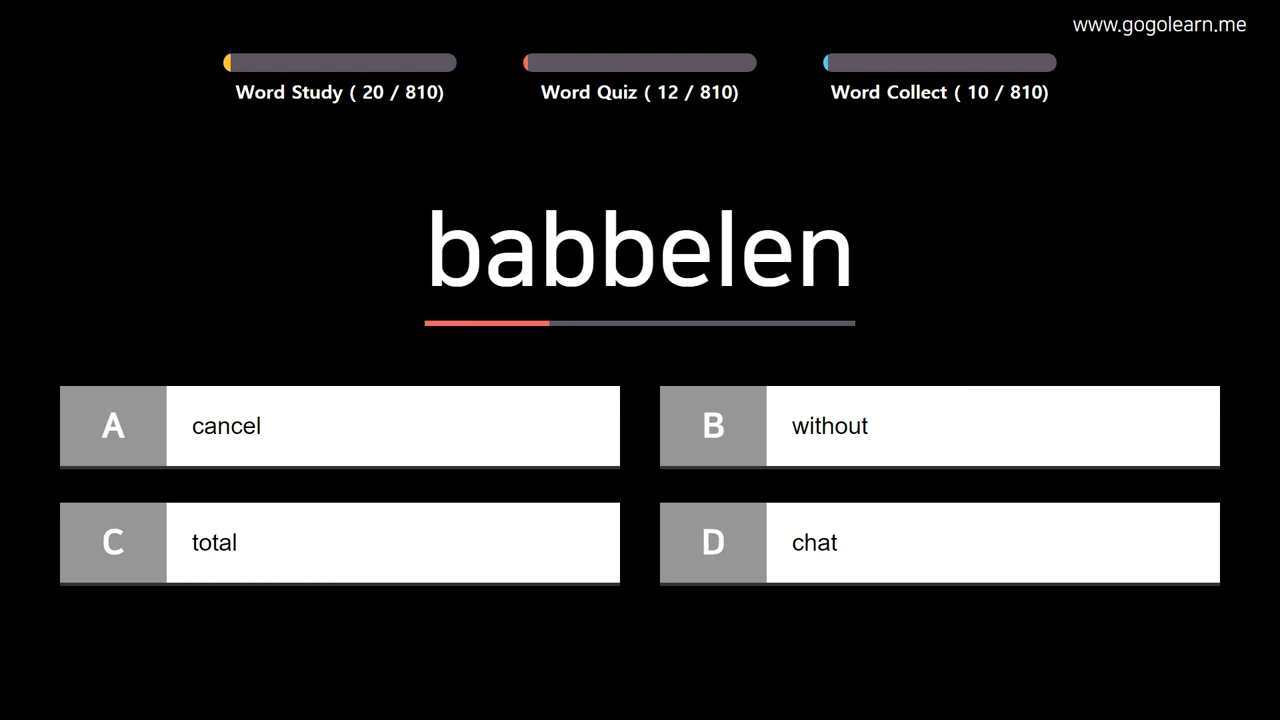 www.gogolearn.me
Word Study ( 20 / 810)
Word Quiz ( 12 / 810)
Word Collect ( 10 / 810)
babbelen
A cancel
B without
C total
D chat